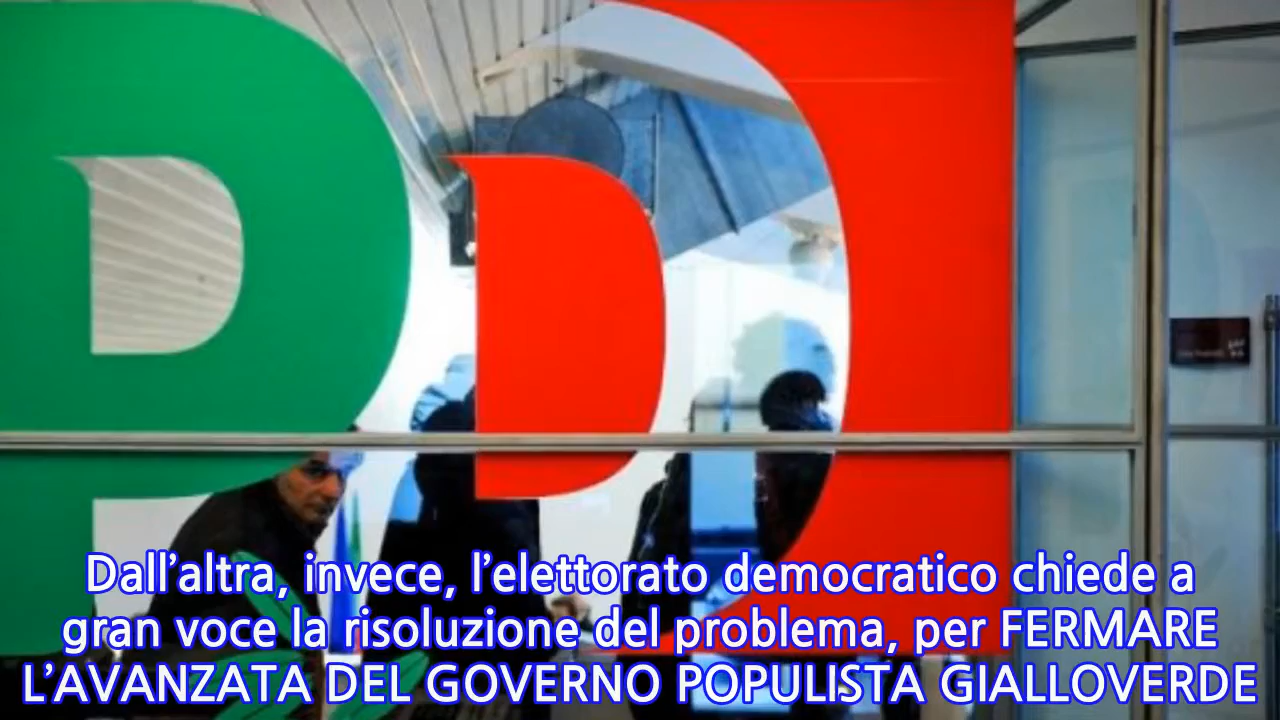 PD
Dall’altra, invece, l’elettorato democratico chiede a
gran voce la risoluzione del problema, per FERMARE
L’AVANZATA DEL GOVERNO POPULISTA GIALLOVERDE